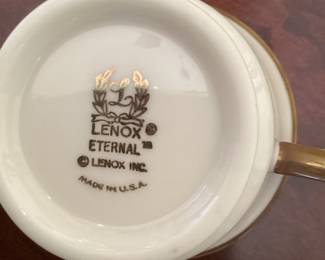 L
LENOX®
ETERNAL™
© LENOX INC.
MADE IN U.S.A.